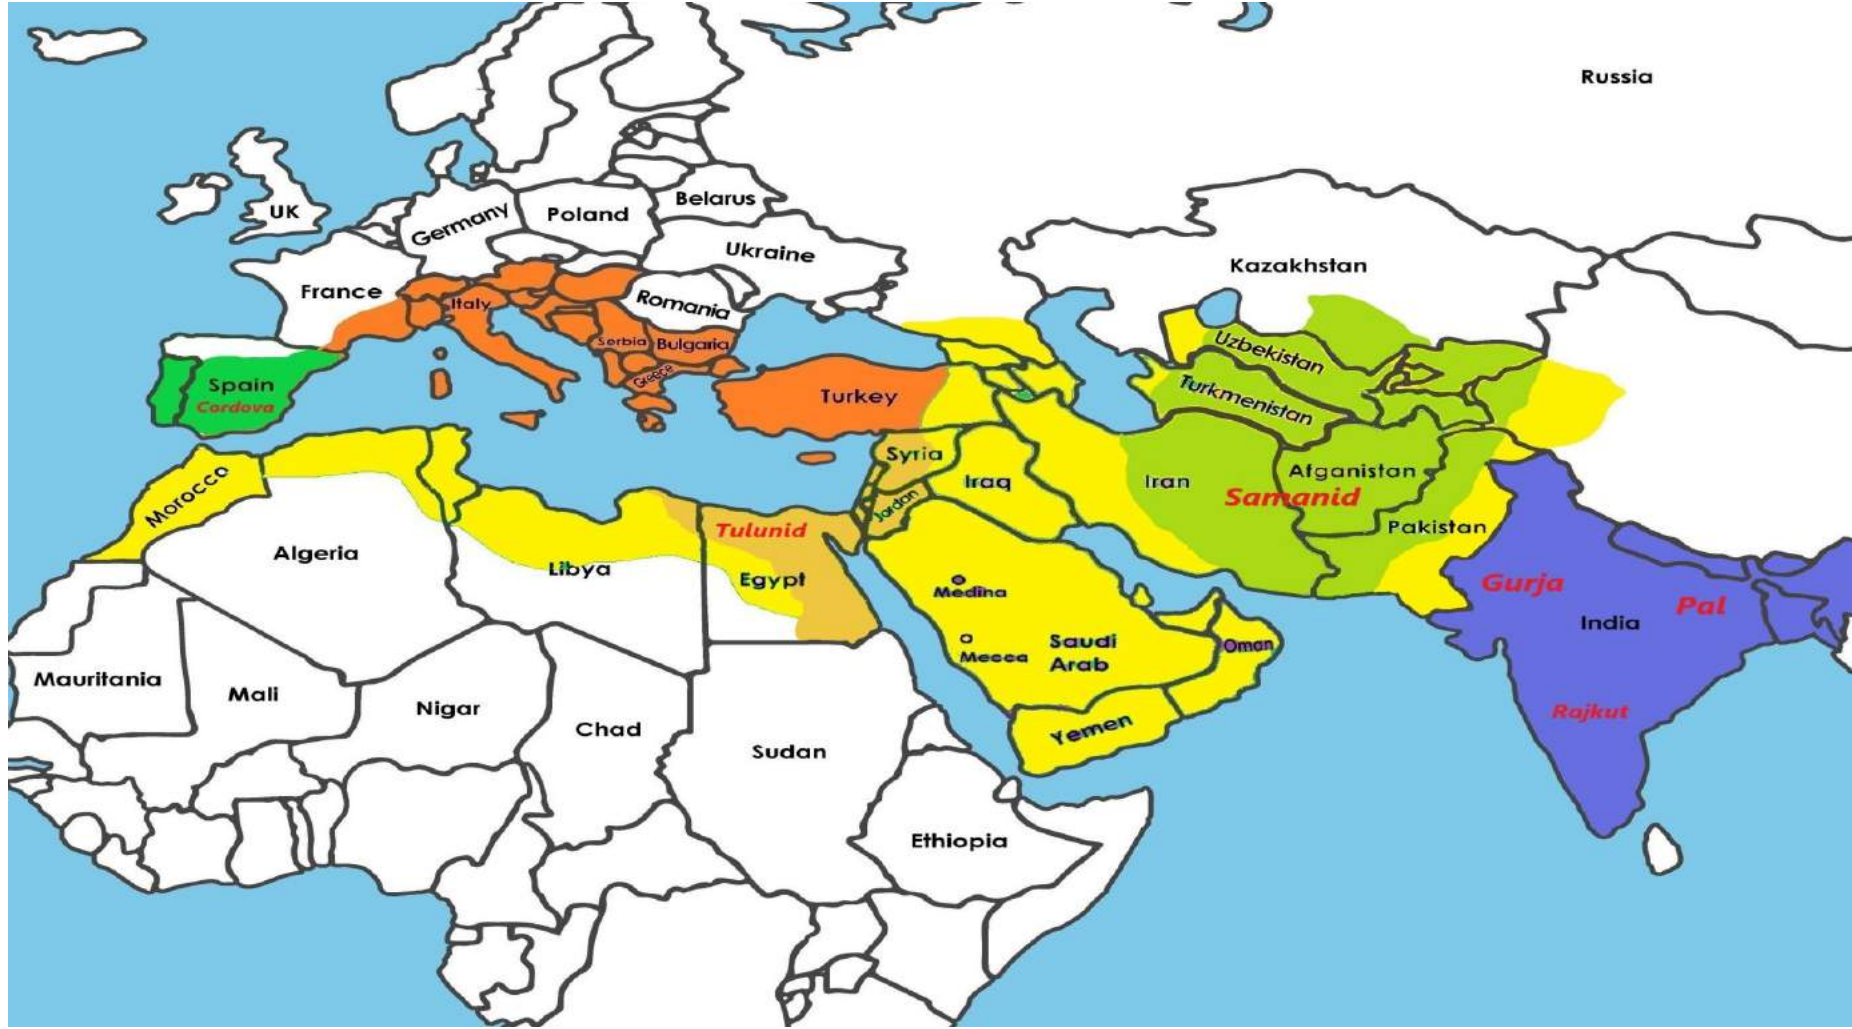 Russia
Belarus
UK
Germany
Poland
Ukraine
Kazakhstan
France
Italy
Romania
Serbia
Bulgaria
Uzbekistan
Greece
Spain
Cordova
Turkey
Turkmenistan
Syria
Morocco
Iraq
Iran
Afganistan
Samanid
Jordan
Tulunid
Pakistan
Algeria
Libya
Egypt
Medina
Gurja
Pal
India
Mecca
Saudi
Arab
Oman
Mauritania
Mali
Nigar
Rajkut
Chad
Yemen
Sudan
Ethiopia